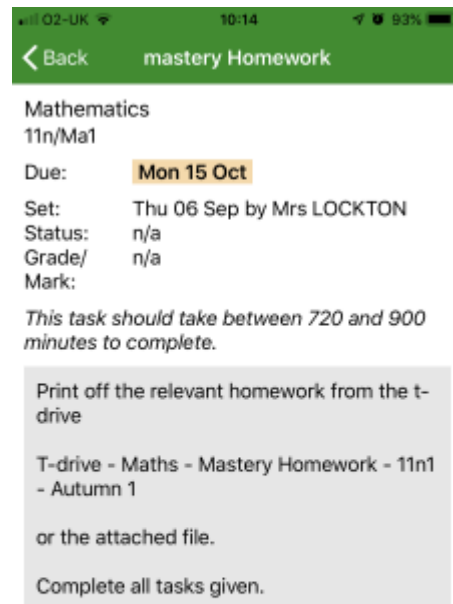 O2-UK 10:14 93%
Back mastery Homework
Mathematics
11n/Ma1
Due: Mon 15 Oct
Set: Thu 06 Sep by Mrs LOCKTON
Status: n/a
Grade/ n/a
Mark:
This task should take between 720 and 900
minutes to complete.
Print off the relevant homework from the t-
drive
T-drive - Maths - Mastery Homework - 11n1
- Autumn 1
or the attached file.
Complete all tasks given.